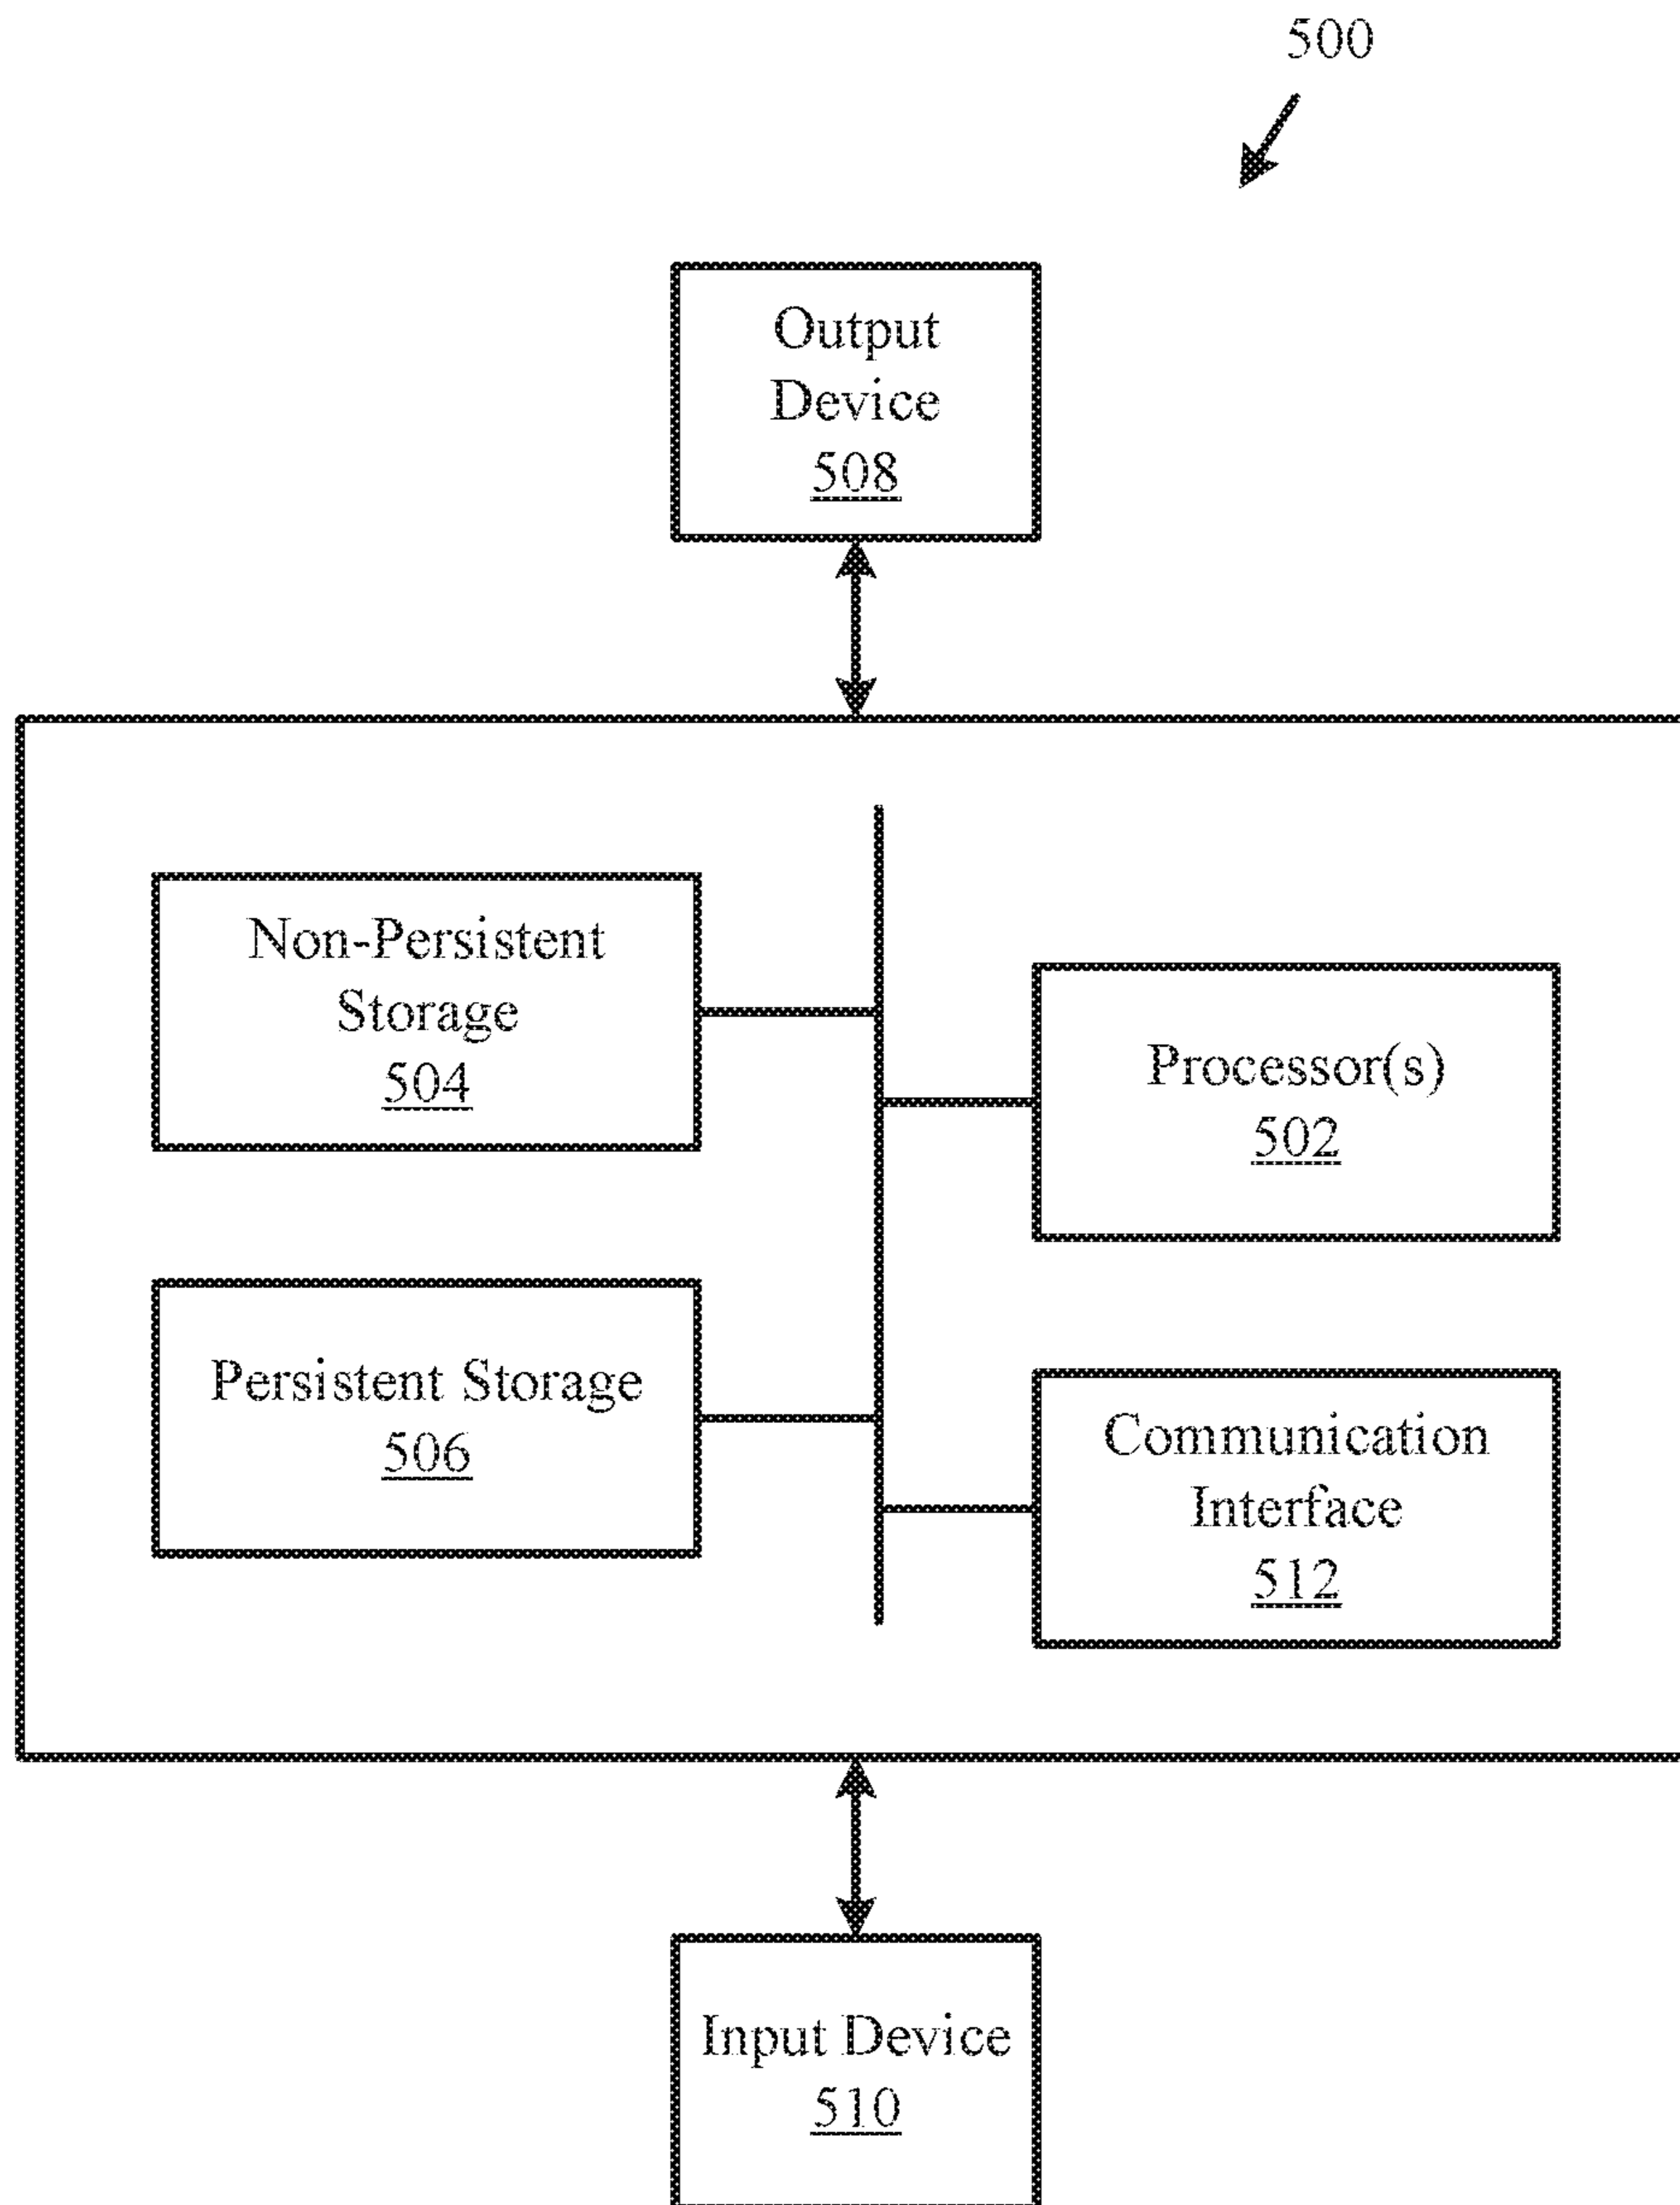 500
Output
Device
508
Non-Persistent
Storage
504
Processor(s)
502
Persistent Storage
506
Communication
Interface
512
Input Device
510